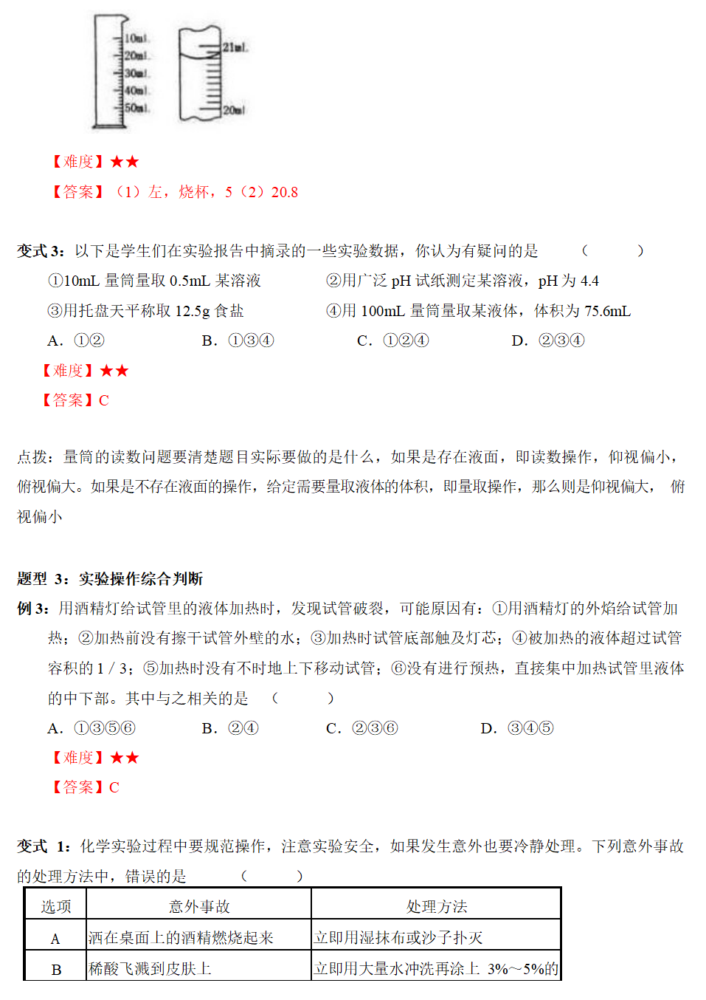 10mL
20mL
30mL
40mL
50mL
21mL
20ml
【难度】★★
【答案】（1）左，烧杯，5（2）20.8
变式 3：以下是学生们在实验报告中摘录的一些实验数据，你认为有疑问的是 （ ）
①10mL 量筒量取 0.5mL 某溶液 ②用广泛 pH 试纸测定某溶液，pH 为 4.4
③用托盘天平称取 12.5g 食盐 ④用 100mL 量筒量取某液体，体积为 75.6mL
A．①② B．①③④ C．①②④ D．②③④
【难度】★★
【答案】C
点拨：量筒的读数问题要清楚题目实际要做的是什么，如果是存在液面，即读数操作，仰视偏小，
俯视偏大。如果是不存在液面的操作，给定需要量取液体的体积，即量取操作，那么则是仰视偏大， 俯
视偏小
题型 3：实验操作综合判断
例 3：用酒精灯给试管里的液体加热时，发现试管破裂，可能原因有：①用酒精灯的外焰给试管加
热；②加热前没有擦干试管外壁的水；③加热时试管底部触及灯芯；④被加热的液体超过试管
容积的 1／3；⑤加热时没有不时地上下移动试管；⑥没有进行预热，直接集中加热试管里液体
的中下部。其中与之相关的是 （ ）
A．①③⑤⑥ B．②④ C．②③⑥ D．③④⑤
【难度】★★
【答案】C
变式 1：化学实验过程中要规范操作，注意实验安全，如果发生意外也要冷静处理。下列意外事故
的处理方法中，错误的是 （ ）
选项 意外事故 处理方法
A 洒在桌面上的酒精燃烧起来 立即用湿抹布或沙子扑灭
B 稀酸飞溅到皮肤上 立即用大量水冲洗再涂上 3%～5%的